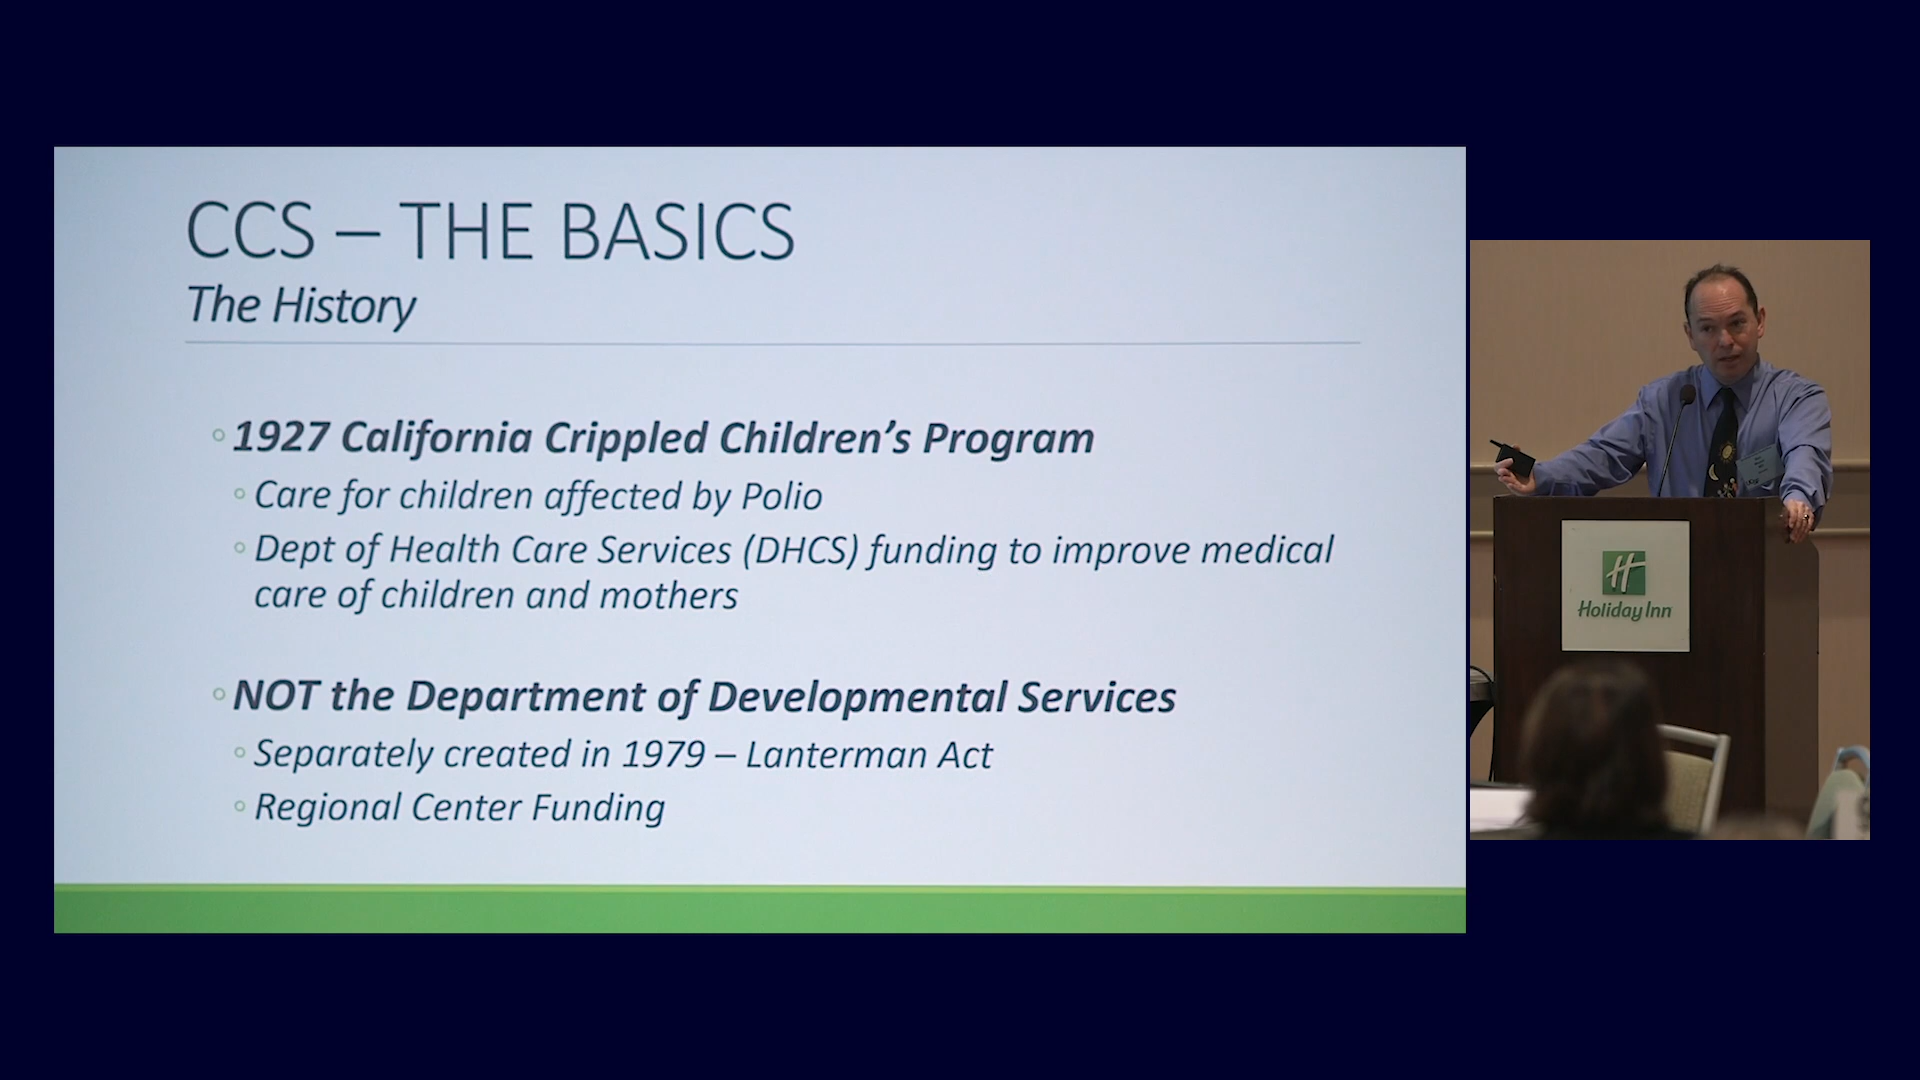 CCS – THE BASICS
The History
1927 California Crippled Children's Program
Care for children affected by Polio
Dept of Health Care Services (DHCS) funding to improve medical
care of children and mothers
NOT the Department of Developmental Services
Separately created in 1979 – Lanterman Act
Regional Center Funding
H
Holiday Inn